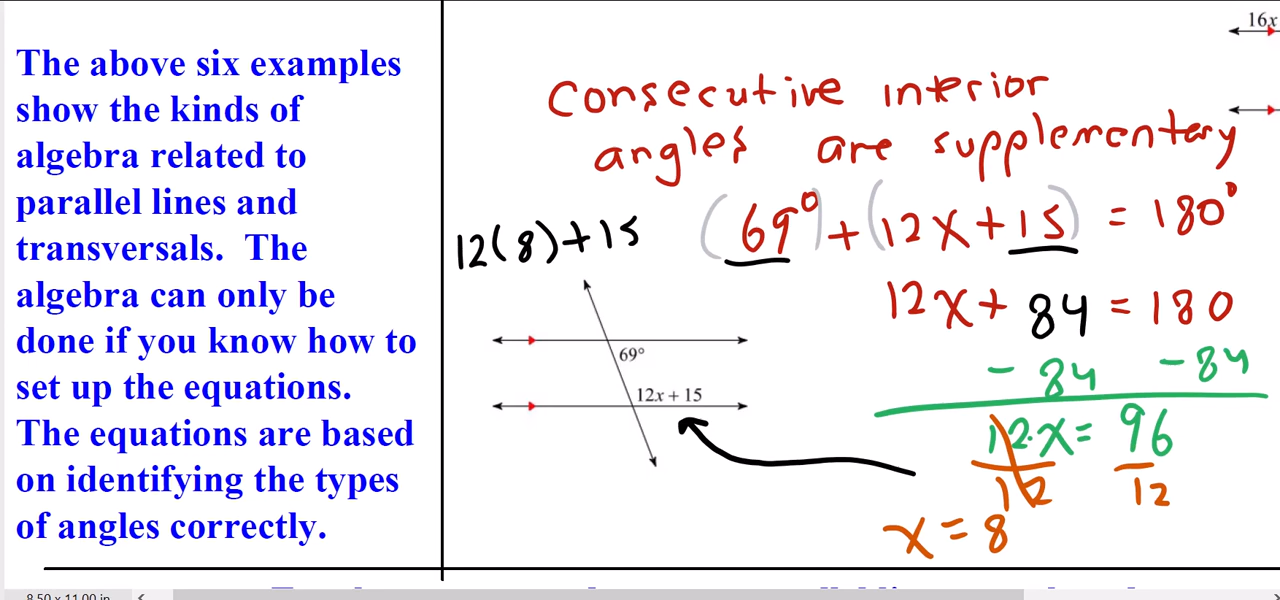 The above six examples
show the kinds of
algebra related to
parallel lines and
transversals. The
algebra can only be
done if you know how to
set up the equations.
The equations are based
on identifying the types
of angles correctly.
16x
Consecutive interior
angles are supplementary
(69°) + (12x + 15) = 180°
12(8)+15
12x + 84 = 180
- 84 - 84
12·x = 96
12 12
x = 8
69°
12x + 15
8.50 x 11.00 in